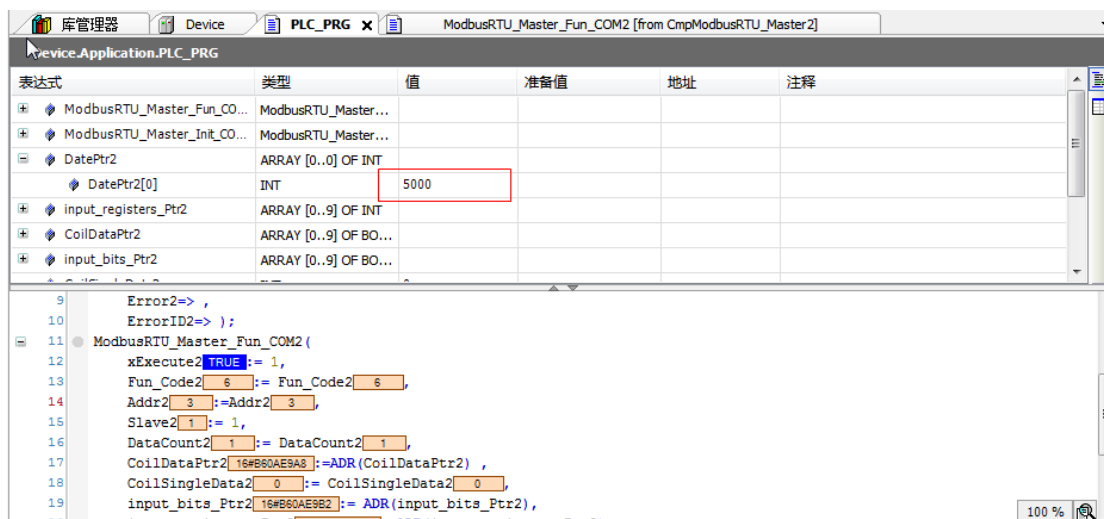 库管理器 Device PLC_PRG x ModbusRTU_Master_Fun_COM2 [from CmpModbusRTU_Master2]
Device.Application.PLC_PRG
表达式 类型 值 准备值 地址 注释
ModbusRTU_Master_Fun_CO... ModbusRTU_Master...
ModbusRTU_Master_Init_CO... ModbusRTU_Master...
DatePtr2 ARRAY [0..0] OF INT
DatePtr2[0] INT 5000
input_registers_Ptr2 ARRAY [0..9] OF INT
CoilDataPtr2 ARRAY [0..9] OF BO...
input_bits_Ptr2 ARRAY [0..9] OF BO...
9 Error2=> ,
10 ErrorID2=> );
11 ModbusRTU_Master_Fun_COM2(
12 xExecute2 TRUE := 1,
13 Fun_Code2 6 := Fun_Code2 6 ,
14 Addr2 3 :=Addr2 3 ,
15 Slave2 1 := 1,
16 DataCount2 1 := DataCount2 1 ,
17 CoilDataPtr2 16#B60AE9A8 :=ADR(CoilDataPtr2) ,
18 CoilSingleData2 0 := CoilSingleData2 0 ,
19 input_bits_Ptr2 16#B60AE9B2 := ADR(input_bits_Ptr2),
100 %